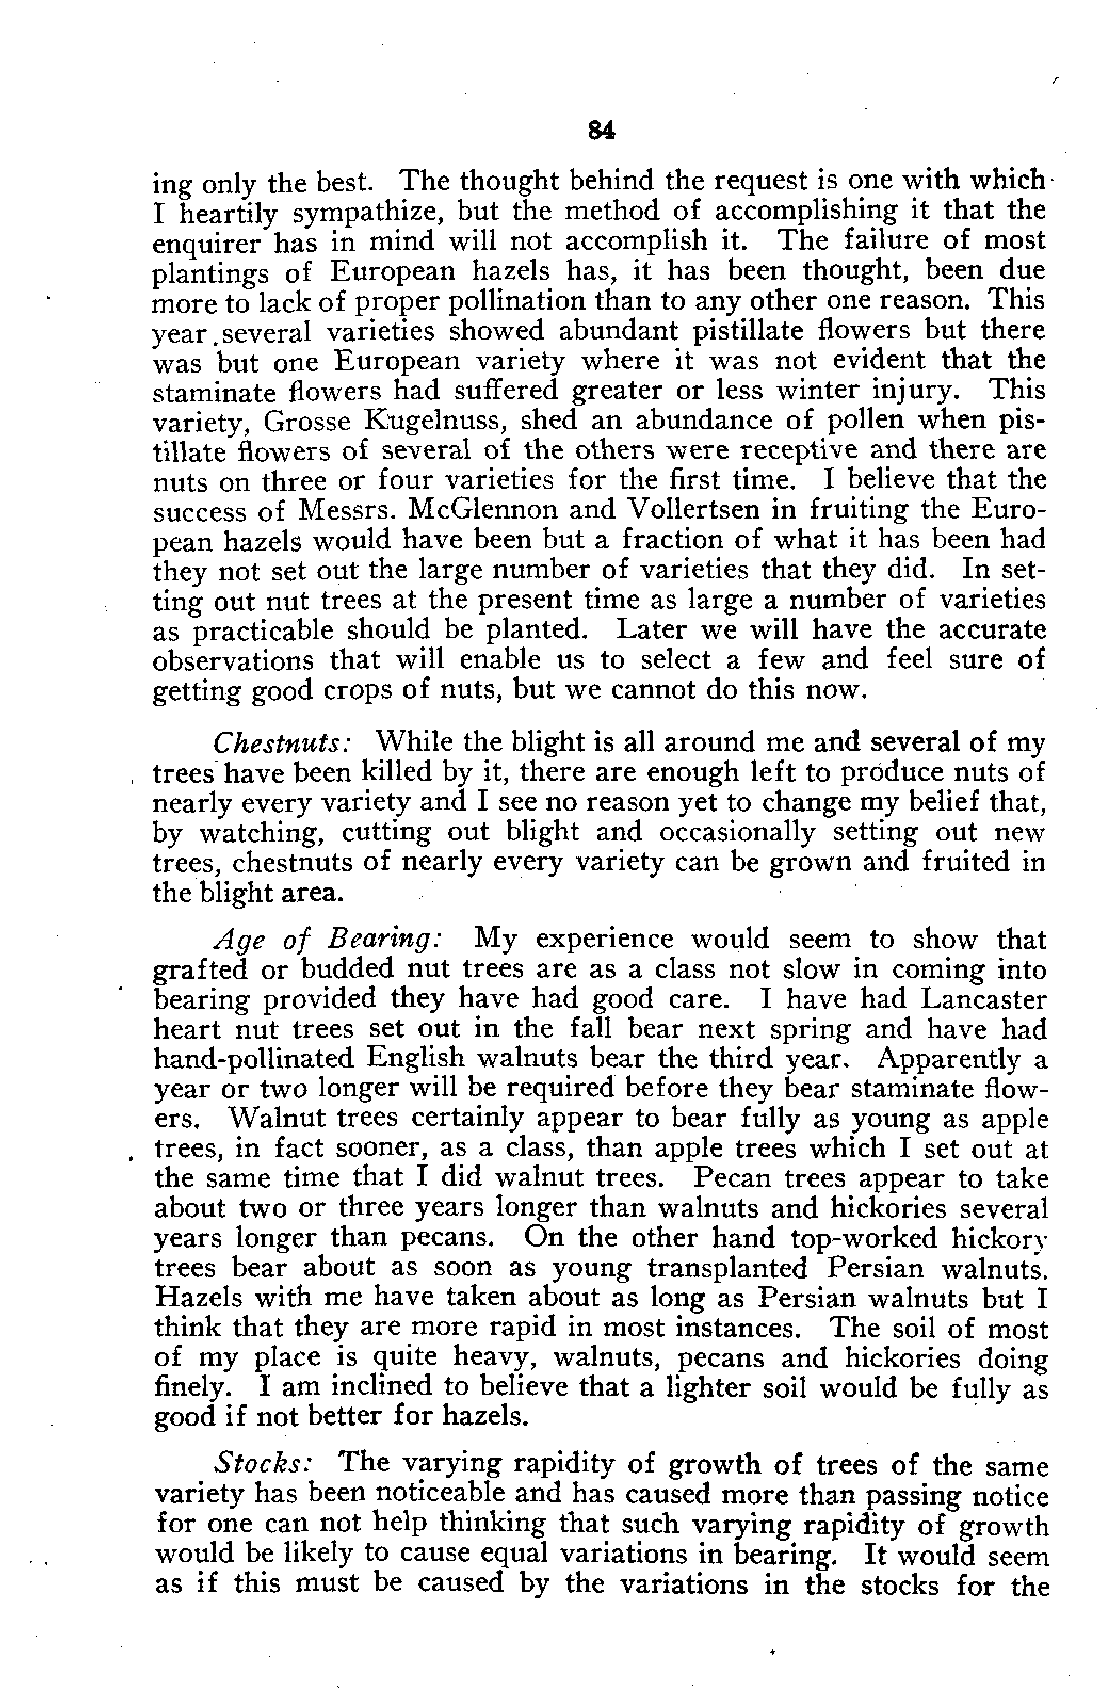 84
ing only the best. The thought behind the request is one with which
I heartily sympathize, but the method of accomplishing it that the
enquirer has in mind will not accomplish it. The failure of most
plantings of European hazels has, it has been thought, been due
more to lack of proper pollination than to any other one reason. This
year several varieties showed abundant pistillate flowers but there
was but one European variety where it was not evident that the
staminate flowers had suffered greater or less winter injury. This
variety, Grosse Kugelnuss, shed an abundance of pollen when pis-
tillate flowers of several of the others were receptive and there are
nuts on three or four varieties for the first time. I believe that the
success of Messrs. McGlennon and Vollertsen in fruiting the Euro-
pean hazels would have been but a fraction of what it has been had
they not set out the large number of varieties that they did. In set-
ting out nut trees at the present time as large a number of varieties
as practicable should be planted. Later we will have the accurate
observations that will enable us to select a few and feel sure of
getting good crops of nuts, but we cannot do this now.
Chestnuts: While the blight is all around me and several of my
trees have been killed by it, there are enough left to produce nuts of
nearly every variety and I see no reason yet to change my belief that,
by watching, cutting out blight and occasionally setting out new
trees, chestnuts of nearly every variety can be grown and fruited in
the blight area.
Age of Bearing: My experience would seem to show that
grafted or budded nut trees are as a class not slow in coming into
bearing provided they have had good care. I have had Lancaster
heart nut trees set out in the fall bear next spring and have had
hand-pollinated English walnuts bear the third year. Apparently a
year or two longer will be required before they bear staminate flow-
ers. Walnut trees certainly appear to bear fully as young as apple
trees, in fact sooner, as a class, than apple trees which I set out at
the same time that I did walnut trees. Pecan trees appear to take
about two or three years longer than walnuts and hickories several
years longer than pecans. On the other hand top-worked hickory
trees bear about as soon as young transplanted Persian walnuts.
Hazels with me have taken about as long as Persian walnuts but I
think that they are more rapid in most instances. The soil of most
of my place is quite heavy, walnuts, pecans and hickories doing
finely. I am inclined to believe that a lighter soil would be fully as
good if not better for hazels.
Stocks: The varying rapidity of growth of trees of the same
variety has been noticeable and has caused more than passing notice
for one can not help thinking that such varying rapidity of growth
would be likely to cause equal variations in bearing. It would seem
as if this must be caused by the variations in the stocks for the